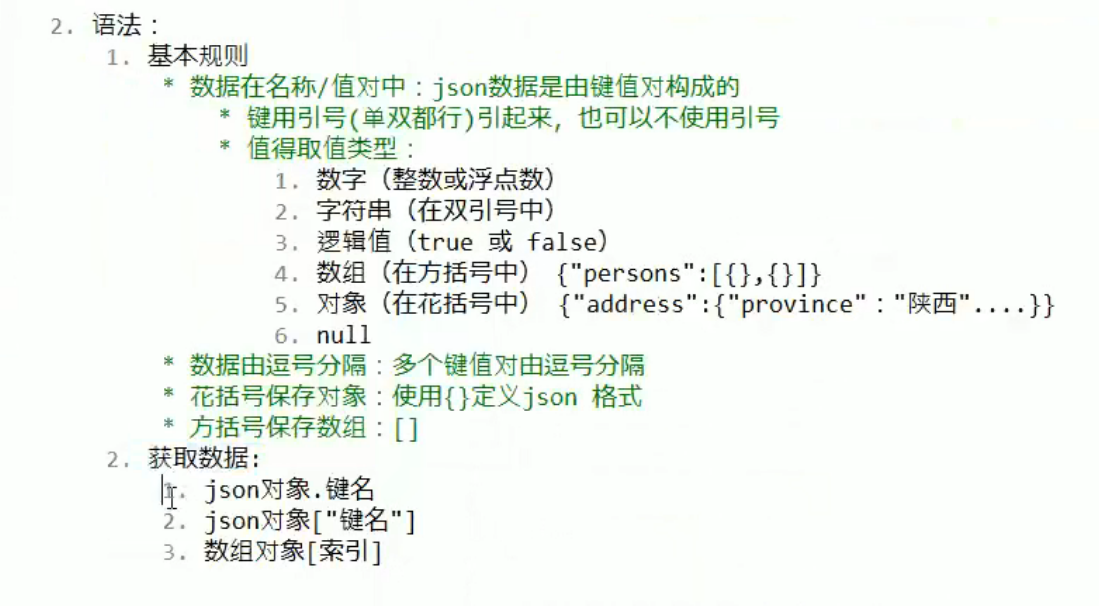 2. 语法：
1. 基本规则
* 数据在名称/值对中：json数据是由键值对构成的
* 键用引号(单双都行)引起来，也可以不使用引号
* 值得取值类型：
1. 数字（整数或浮点数）
2. 字符串（在双引号中）
3. 逻辑值（true 或 false）
4. 数组（在方括号中） {"persons":[{},{}]}
5. 对象（在花括号中） {"address":{"province"："陕西"....}}
6. null
* 数据由逗号分隔：多个键值对由逗号分隔
* 花括号保存对象：使用{}定义json 格式
* 方括号保存数组：[]
2. 获取数据:
1. json对象.键名
2. json对象["键名"]
3. 数组对象[索引]